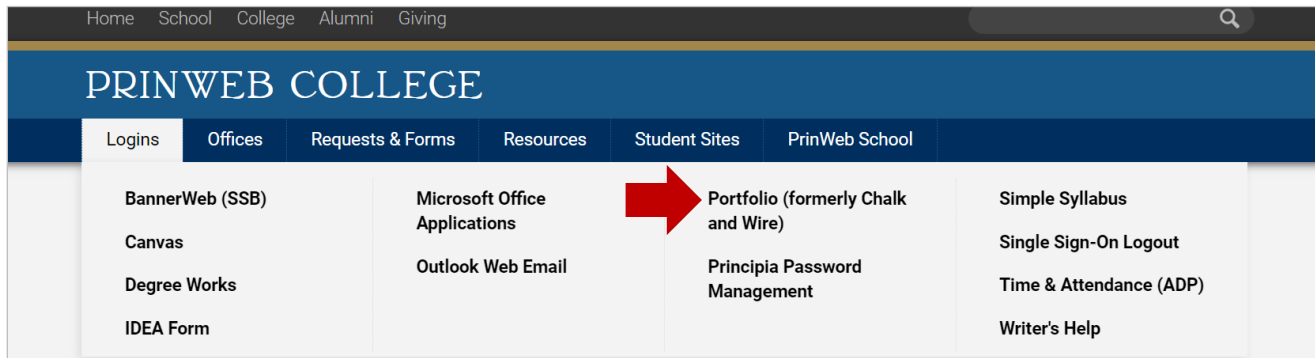 Home School College Alumni Giving
PRINWEB COLLEGE
Logins Offices Requests & Forms Resources Student Sites PrinWeb School
BannerWeb (SSB)
Canvas
Degree Works
IDEA Form
Microsoft Office
Applications
Outlook Web Email
Portfolio (formerly Chalk
and Wire)
Principia Password
Management
Simple Syllabus
Single Sign-On Logout
Time & Attendance (ADP)
Writer's Help